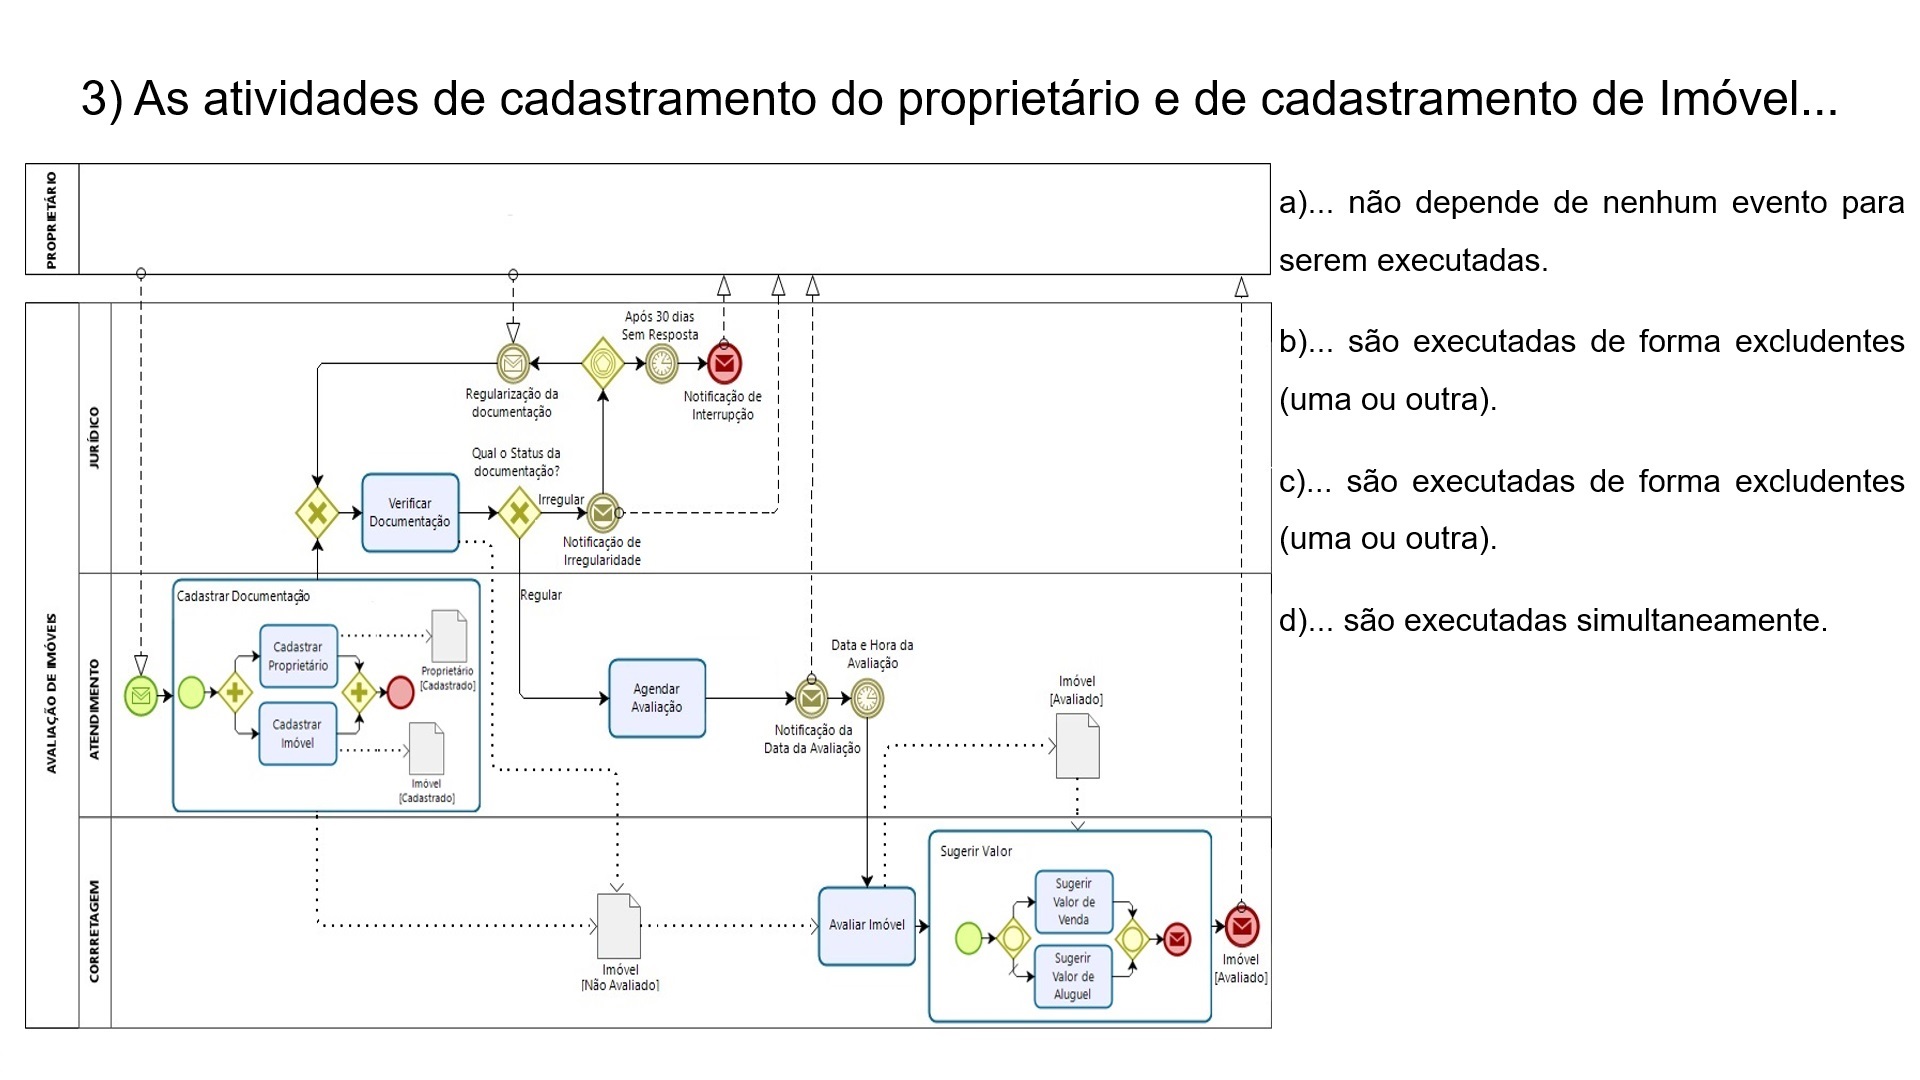 3) As atividades de cadastramento do proprietário e de cadastramento de Imóvel...
a)... não depende de nenhum evento para
serem executadas.
b)... são executadas de forma excludentes
(uma ou outra).
c)... são executadas de forma excludentes
(uma ou outra).
d)... são executadas simultaneamente.
PROPRIETÁRIO
AVALIAÇÃO DE IMÓVEIS
JURÍDICO
Após 30 dias
Sem Resposta
Regularização da
documentação
Notificação de
Interrupção
Qual o Status da
documentação?
Verificar
Documentação
Irregular
Notificação de
Irregularidade
Regular
ATENDIMENTO
Cadastrar Documentação
Cadastrar
Proprietário
Proprietário
[Cadastrado]
Cadastrar
Imóvel
Imóvel
[Cadastrado]
Agendar
Avaliação
Data e Hora da
Avaliação
Notificação da
Data da Avaliação
Imóvel
[Avaliado]
CORRETAGEM
Imóvel
[Não Avaliado]
Avaliar Imóvel
Sugerir Valor
Sugerir
Valor de
Venda
Sugerir
Valor de
Aluguel
Imóvel
[Avaliado]